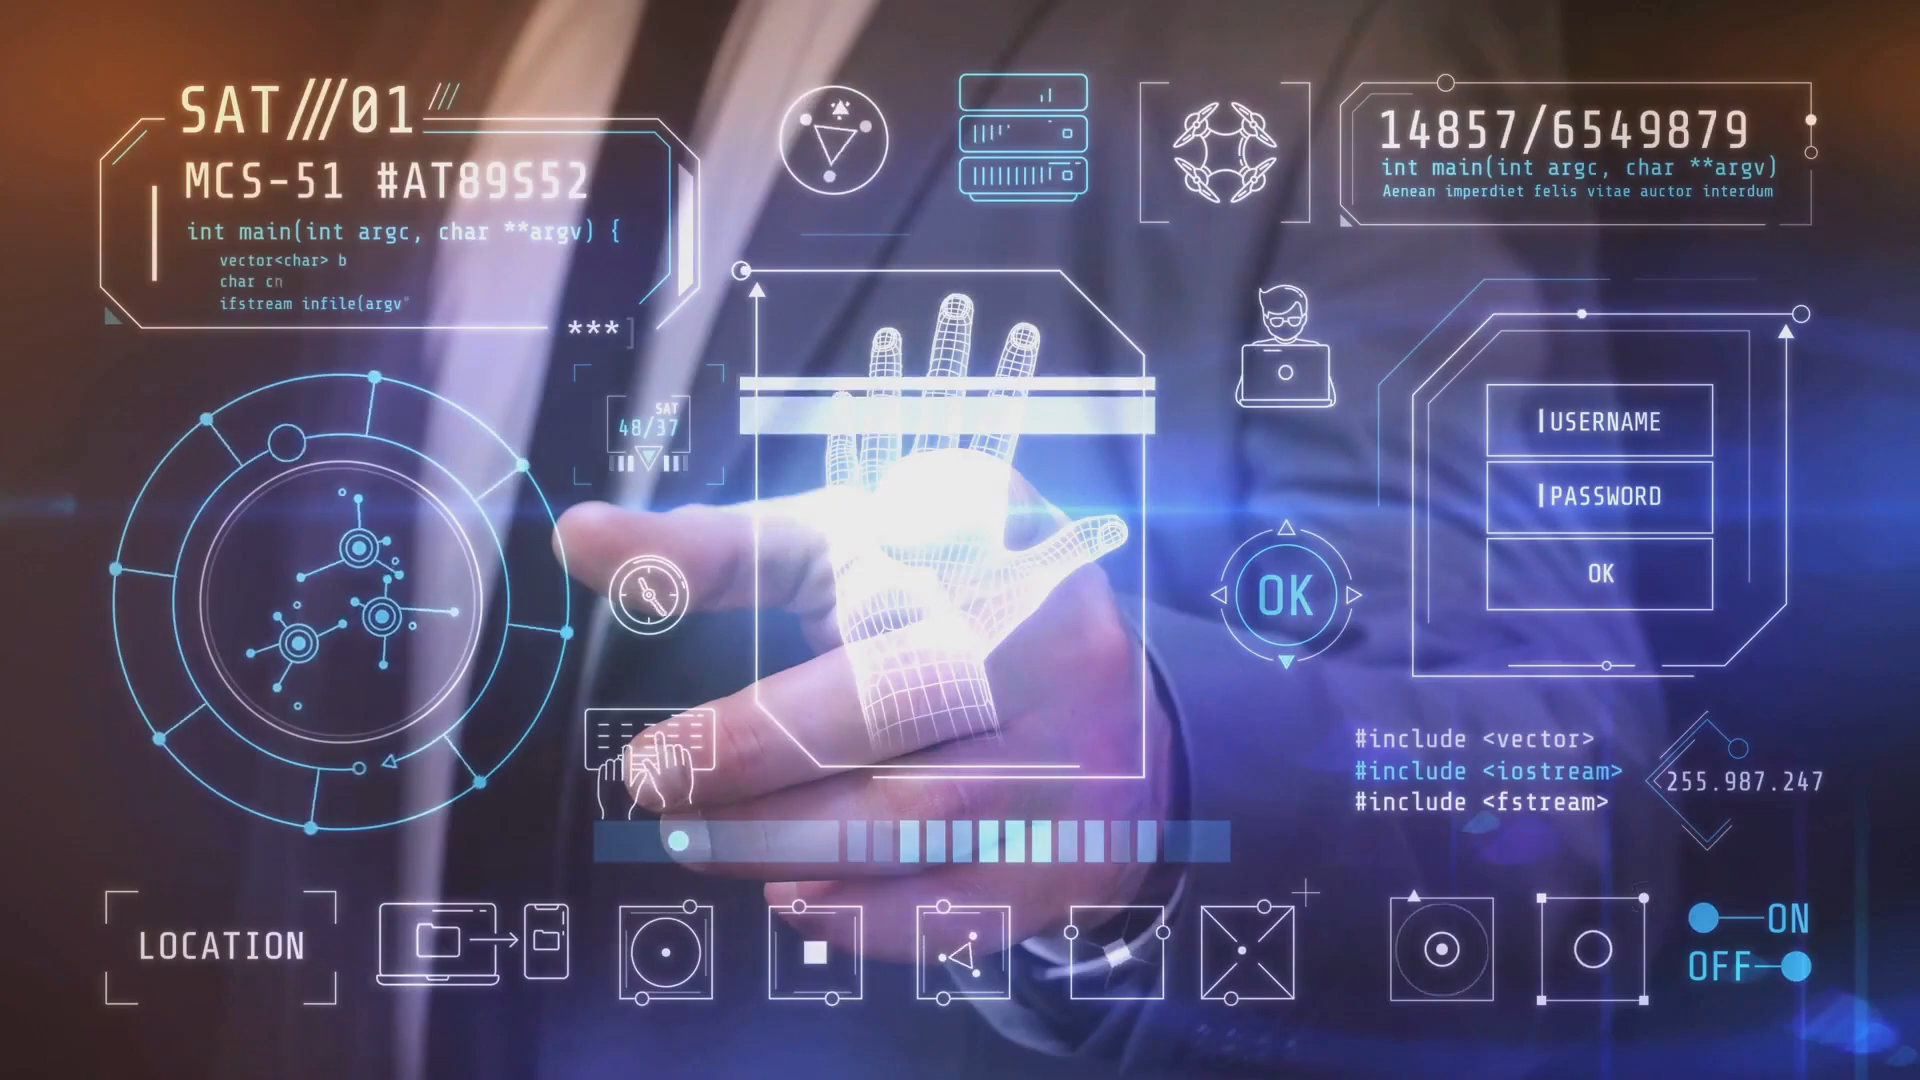 SAT///01
MCS-51 #AT89S52
int main(int argc, char **argv) {
vector<char> b
char cn
ifstream infile(argv"
***]
14857/6549879
int main(int argc, char **argv)
Aenean imperdiet felis vitae auctor interdum
SAT
48/37
USERNAME
PASSWORD
OK
OK
#include <vector>
#include <iostream>
#include <fstream>
255.987.247
LOCATION
ON
OFF